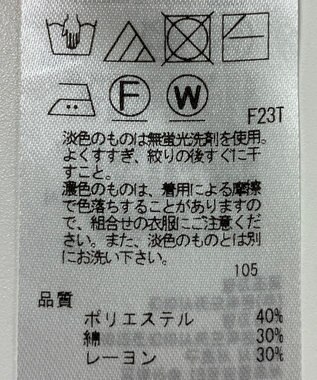 F
W
F23T
淡色のものは無蛍光洗剤を使用。
よくすすぎ、絞りの後すぐに干
すこと。
濃色のものは、着用による摩擦
で色落ちすることがありますの
で、組合せの衣服にご注意くだ
さい。また、淡色のものとは別
にお洗い下さい。
105
品質
ポリエステル 40%
綿 30%
レーヨン 30%